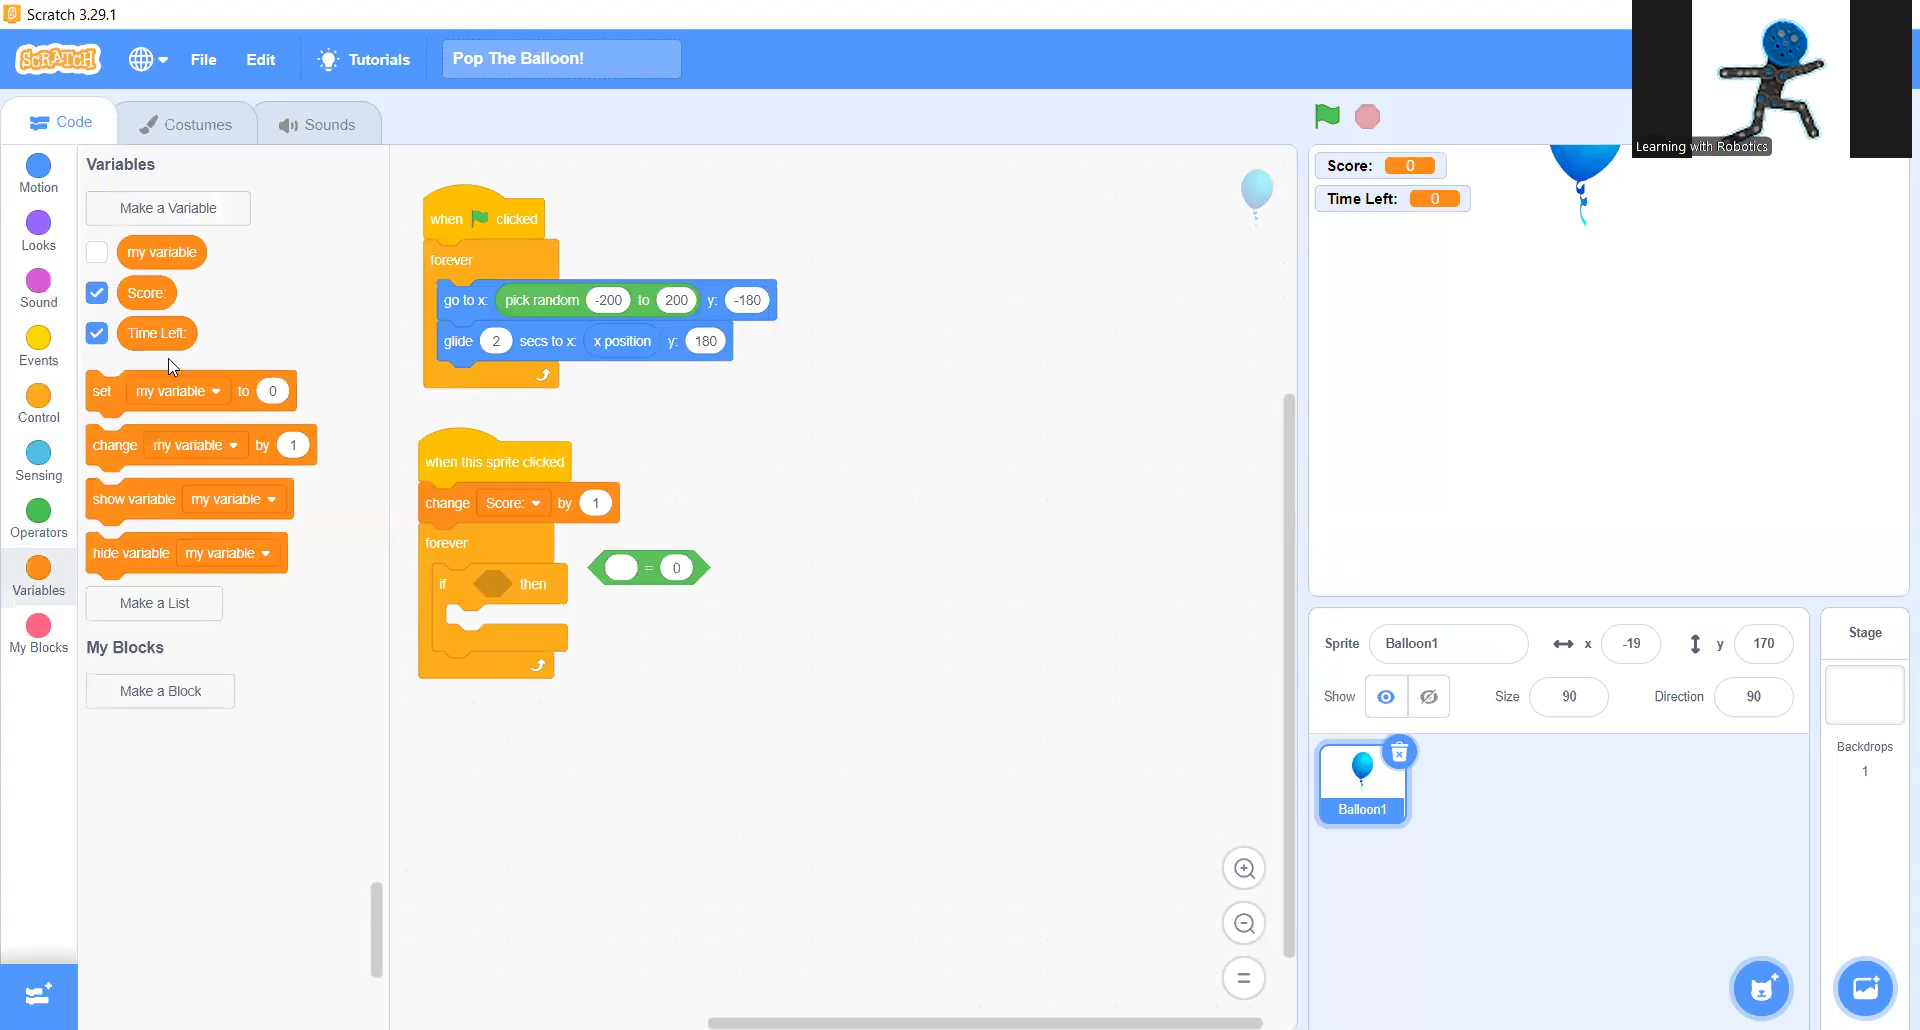 Scratch 3.29.1
SCRATCH
File
Edit
Tutorials
Pop The Balloon!
Learning with Robotics
Code
Costumes
Sounds
Motion
Looks
Sound
Events
Control
Sensing
Operators
Variables
My Blocks
Variables
Make a Variable
my variable
Score:
Time Left:
set my variable to 0
change my variable by 1
show variable my variable
hide variable my variable
Make a List
My Blocks
Make a Block
when clicked
forever
go to x: pick random -200 to 200 y: -180
glide 2 secs to x: x position y: 180
when this sprite clicked
change Score: by 1
forever
if then
= 0
Score: 0
Time Left: 0
Sprite Balloon1 x -19 y 170
Show Size 90 Direction 90
Balloon1
Stage
Backdrops
1